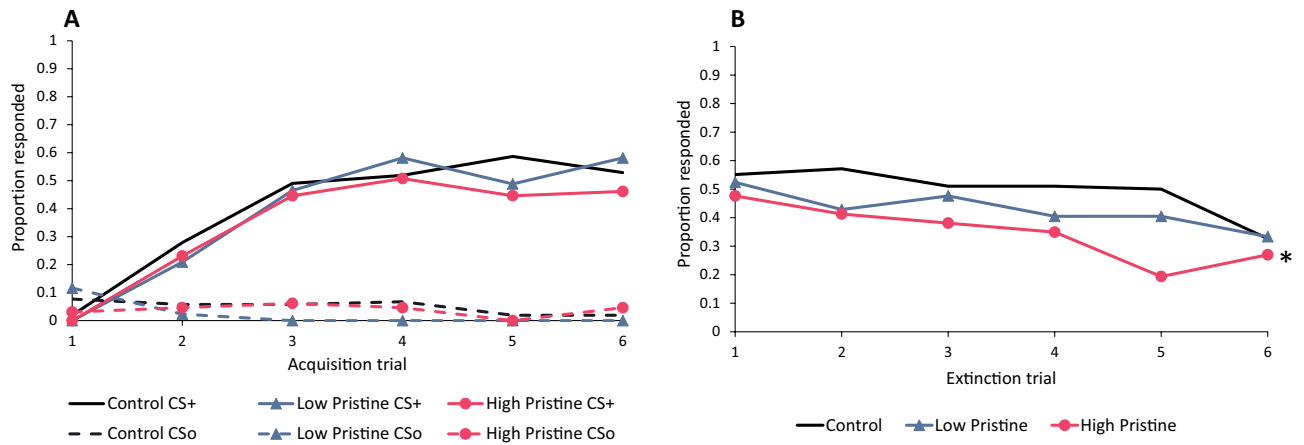 A
Proportion responded
1
0.9
0.8
0.7
0.6
0.5
0.4
0.3
0.2
0.1
0
1 2 3 4 5 6
Acquisition trial
Control CS+ Low Pristine CS+ High Pristine CS+
Control CSo Low Pristine CSo High Pristine CSo
B
Proportion responded
1
0.9
0.8
0.7
0.6
0.5
0.4
0.3
0.2
0.1
0
*
1 2 3 4 5 6
Extinction trial
Control Low Pristine High Pristine